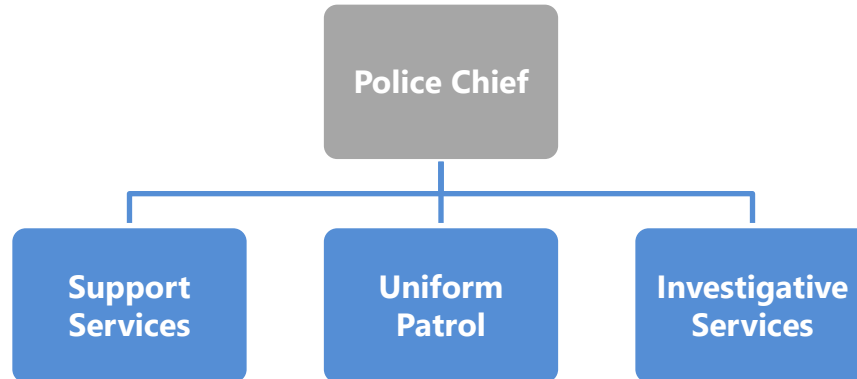 Police Chief
Support
Services
Uniform
Patrol
Investigative
Services